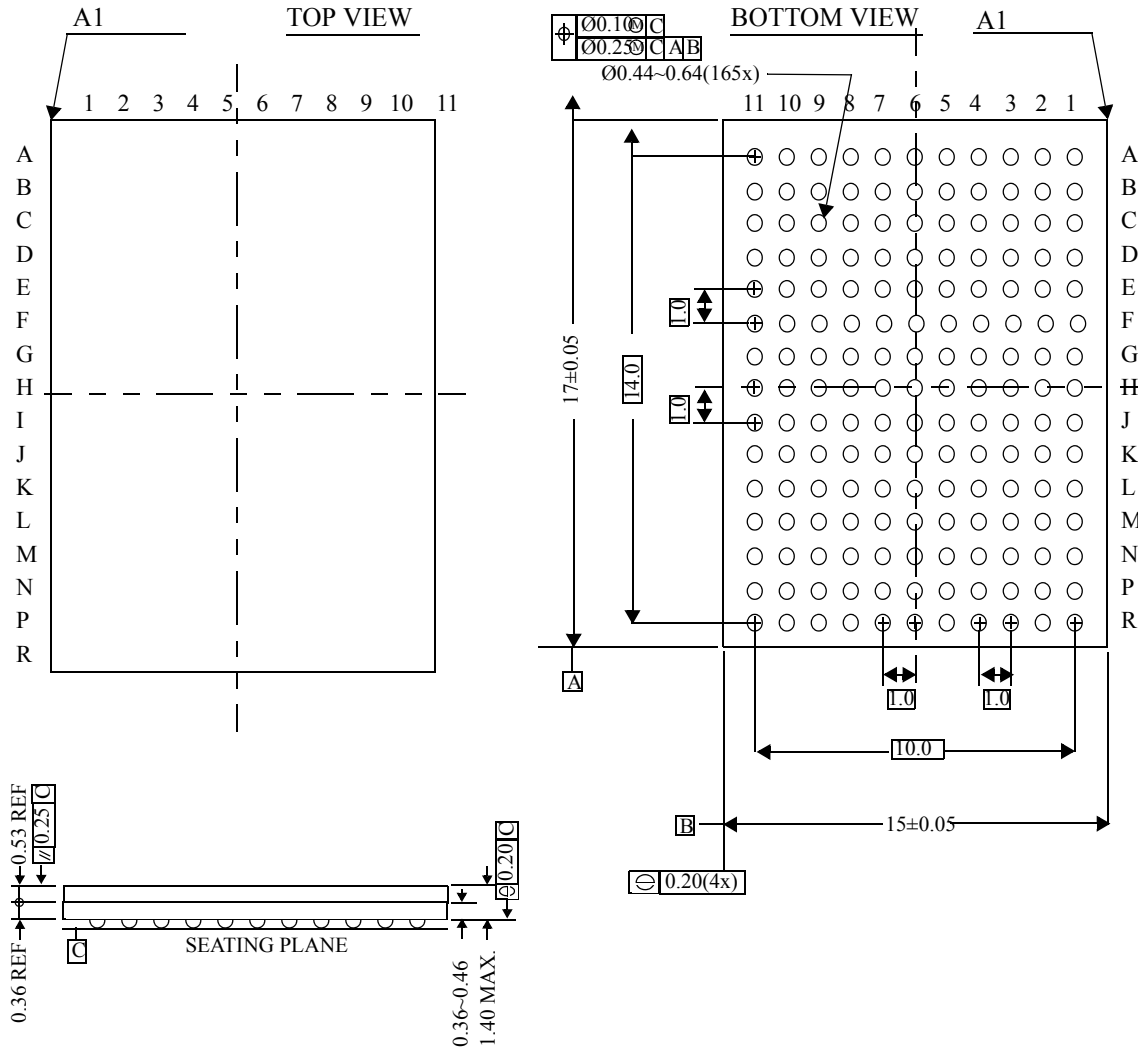 A1
TOP VIEW
1 2 3 4 5 6 7 8 9 10 11
A
B
C
D
E
F
G
H
I
J
K
L
M
N
P
R
⌖ Ø0.10Ⓜ C
Ø0.25Ⓜ C A B
BOTTOM VIEW
A1
Ø0.44~0.64(165x)
11 10 9 8 7 6 5 4 3 2 1
A
B
C
D
E
F
G
H
J
K
L
M
N
P
R
17±0.05
14.0
1.0
1.0
A
1.0
1.0
10.0
B
15±0.05
0.20(4x)
0.53 REF
// 0.25 C
0.36 REF
C
SEATING PLANE
0.20 C
0.36~0.46
1.40 MAX.